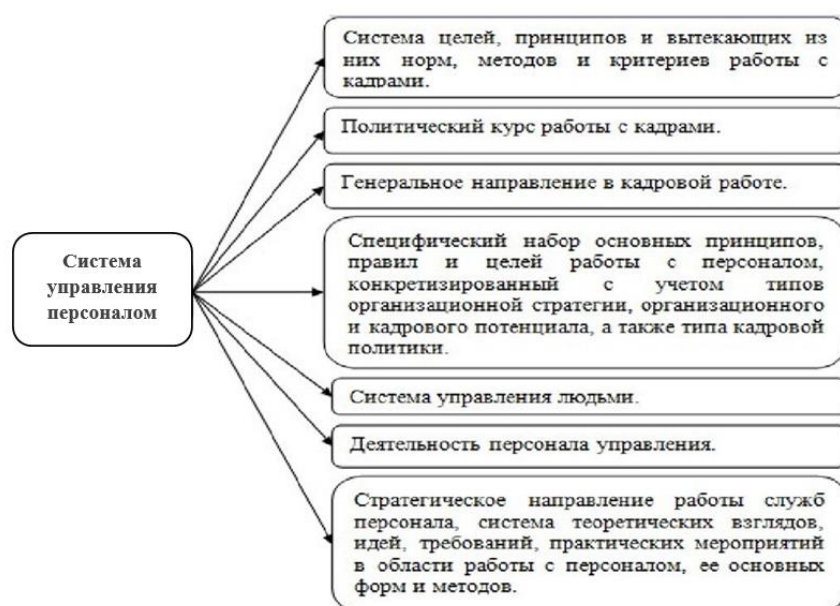 Система целей, принципов и вытекающих из
них норм, методов и критериев работы с
кадрами.
Политический курс работы с кадрами.
Генеральное направление в кадровой работе.
Система
управления
персоналом
Специфический набор основных принципов,
правил и целей работы с персоналом,
конкретизированный с учетом типов
организационной стратегии, организационного
и кадрового потенциала, а также типа кадровой
политики.
Система управления людьми.
Деятельность персонала управления.
Стратегическое направление работы служб
персонала, система теоретических взглядов,
идей, требований, практических мероприятий
в области работы с персоналом, ее основных
форм и методов.